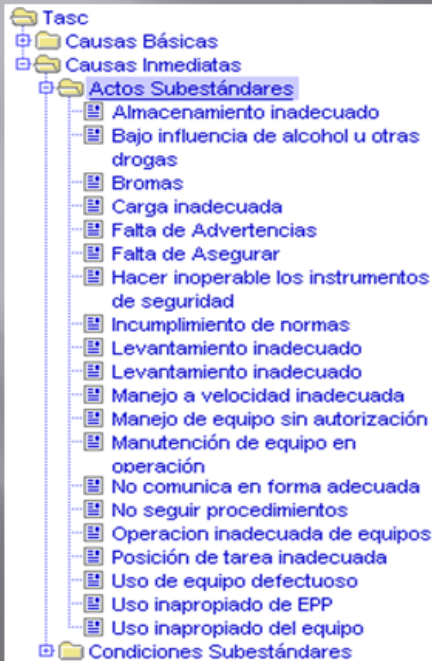 Tasc
Causas Básicas
Causas Inmediatas
Actos Subestándares
Almacenamiento inadecuado
Bajo influencia de alcohol u otras
drogas
Bromas
Carga inadecuada
Falta de Advertencias
Falta de Asegurar
Hacer inoperable los instrumentos
de seguridad
Incumplimiento de normas
Levantamiento inadecuado
Levantamiento inadecuado
Manejo a velocidad inadecuada
Manejo de equipo sin autorización
Manutención de equipo en
operación
No comunica en forma adecuada
No seguir procedimientos
Operacion inadecuada de equipos
Posición de tarea inadecuada
Uso de equipo defectuoso
Uso inapropiado de EPP
Uso inapropiado del equipo
Condiciones Subestándares